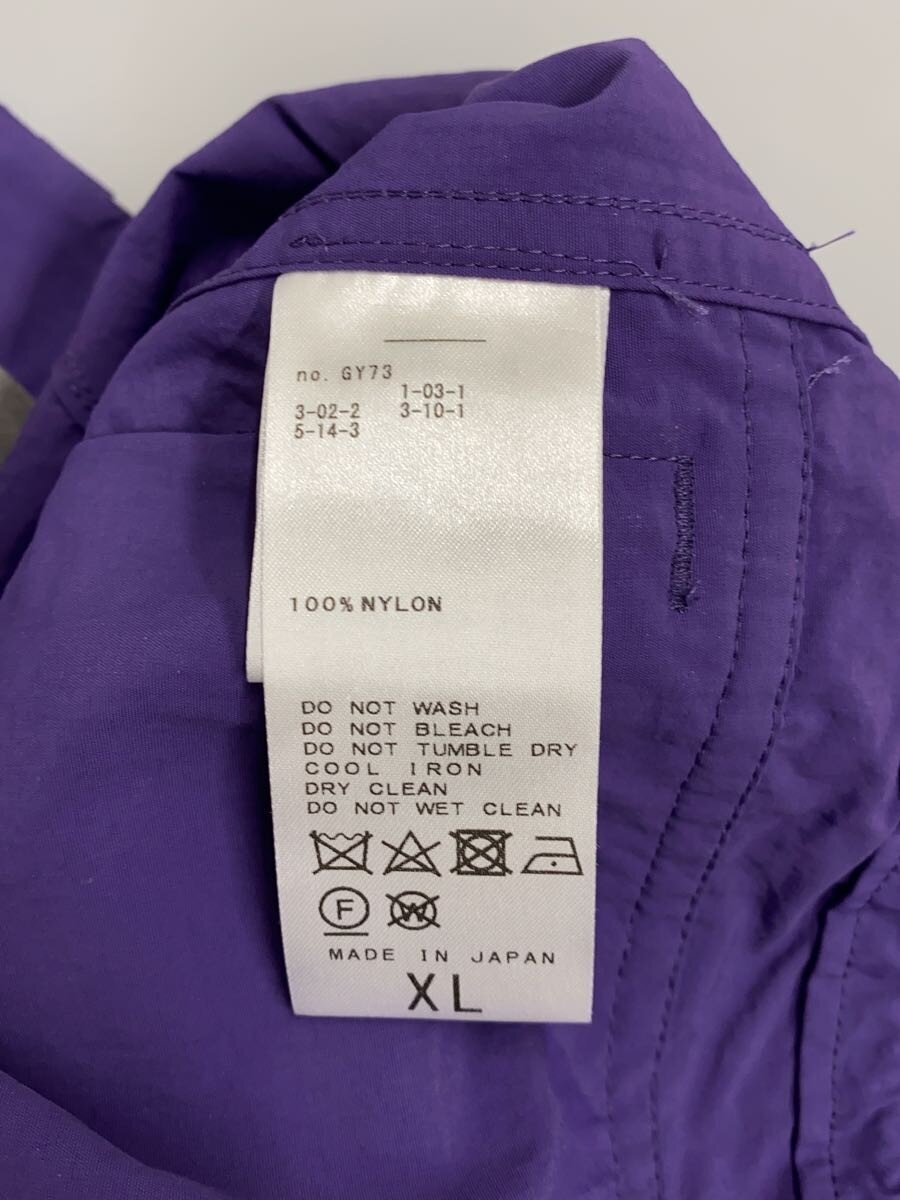 no. GY73
1-03-1
3-02-2 3-10-1
5-14-3
100% NYLON
DO NOT WASH
DO NOT BLEACH
DO NOT TUMBLE DRY
COOL IRON
DRY CLEAN
DO NOT WET CLEAN
F W
MADE IN JAPAN
XL